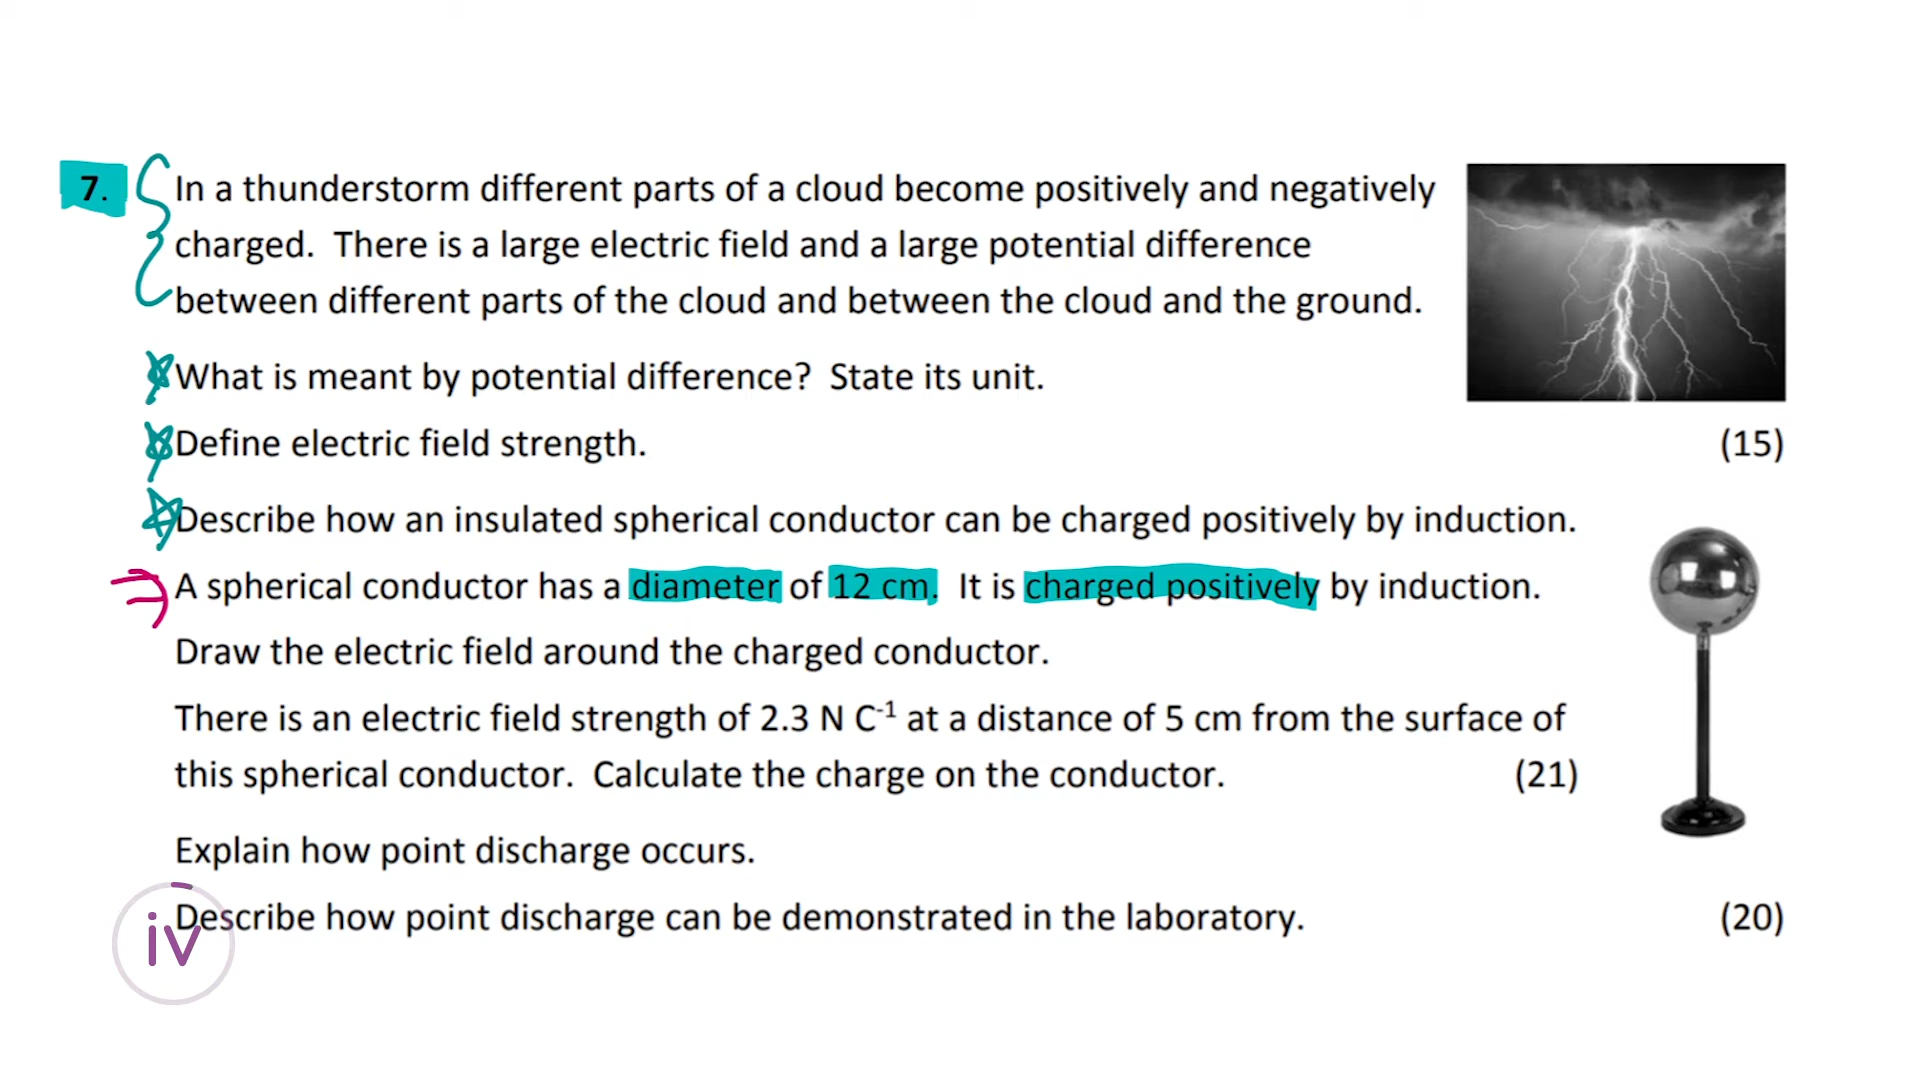 7. In a thunderstorm different parts of a cloud become positively and negatively
charged. There is a large electric field and a large potential difference
between different parts of the cloud and between the cloud and the ground.
What is meant by potential difference? State its unit.
Define electric field strength. (15)
Describe how an insulated spherical conductor can be charged positively by induction.
A spherical conductor has a diameter of 12 cm. It is charged positively by induction.
Draw the electric field around the charged conductor.
There is an electric field strength of 2.3 N C⁻¹ at a distance of 5 cm from the surface of
this spherical conductor. Calculate the charge on the conductor. (21)
Explain how point discharge occurs.
Describe how point discharge can be demonstrated in the laboratory. (20)
iv